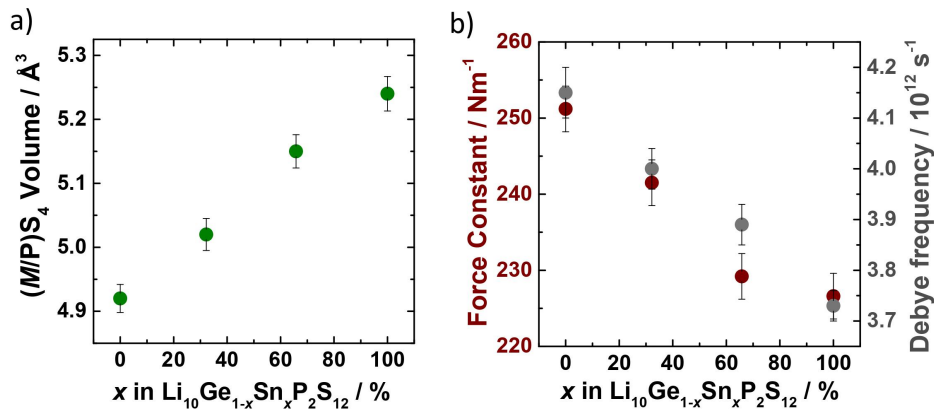 a)
(M/P)S₄ Volume / Å³
5.3
5.2
5.1
5.0
4.9
0 20 40 60 80 100
x in Li₁₀Ge₁₋ₓSnₓP₂S₁₂ / %
b)
Force Constant / Nm⁻¹
260
250
240
230
220
0 20 40 60 80 100
x in Li₁₀Ge₁₋ₓSnₓP₂S₁₂ / %
4.2
4.1
4.0
3.9
3.8
3.7
Debye frequency / 10¹² s⁻¹